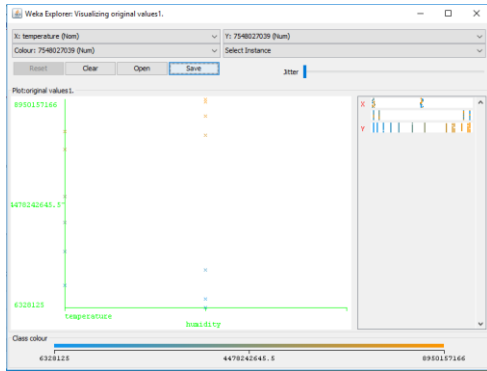 Weka Explorer: Visualizing original values1.
X: temperature (Nom)
Y: 7548027039 (Num)
Colour: 7548027039 (Num)
Select Instance
Reset
Clear
Open
Save
Jitter
Plot:original values1.
8950157166
4478242645.5
6328125
temperature
humidity
X
Y
Class colour
6328125
4478242645.5
8950157166